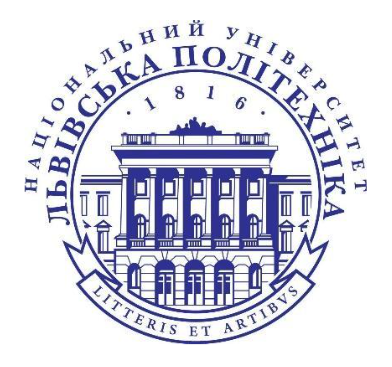 НАЦІОНАЛЬНИЙ УНІВЕРСИТЕТ
ЛЬВІВСЬКА ПОЛІТЕХНІКА
· 1816 ·
LITTERIS ET ARTIBVS